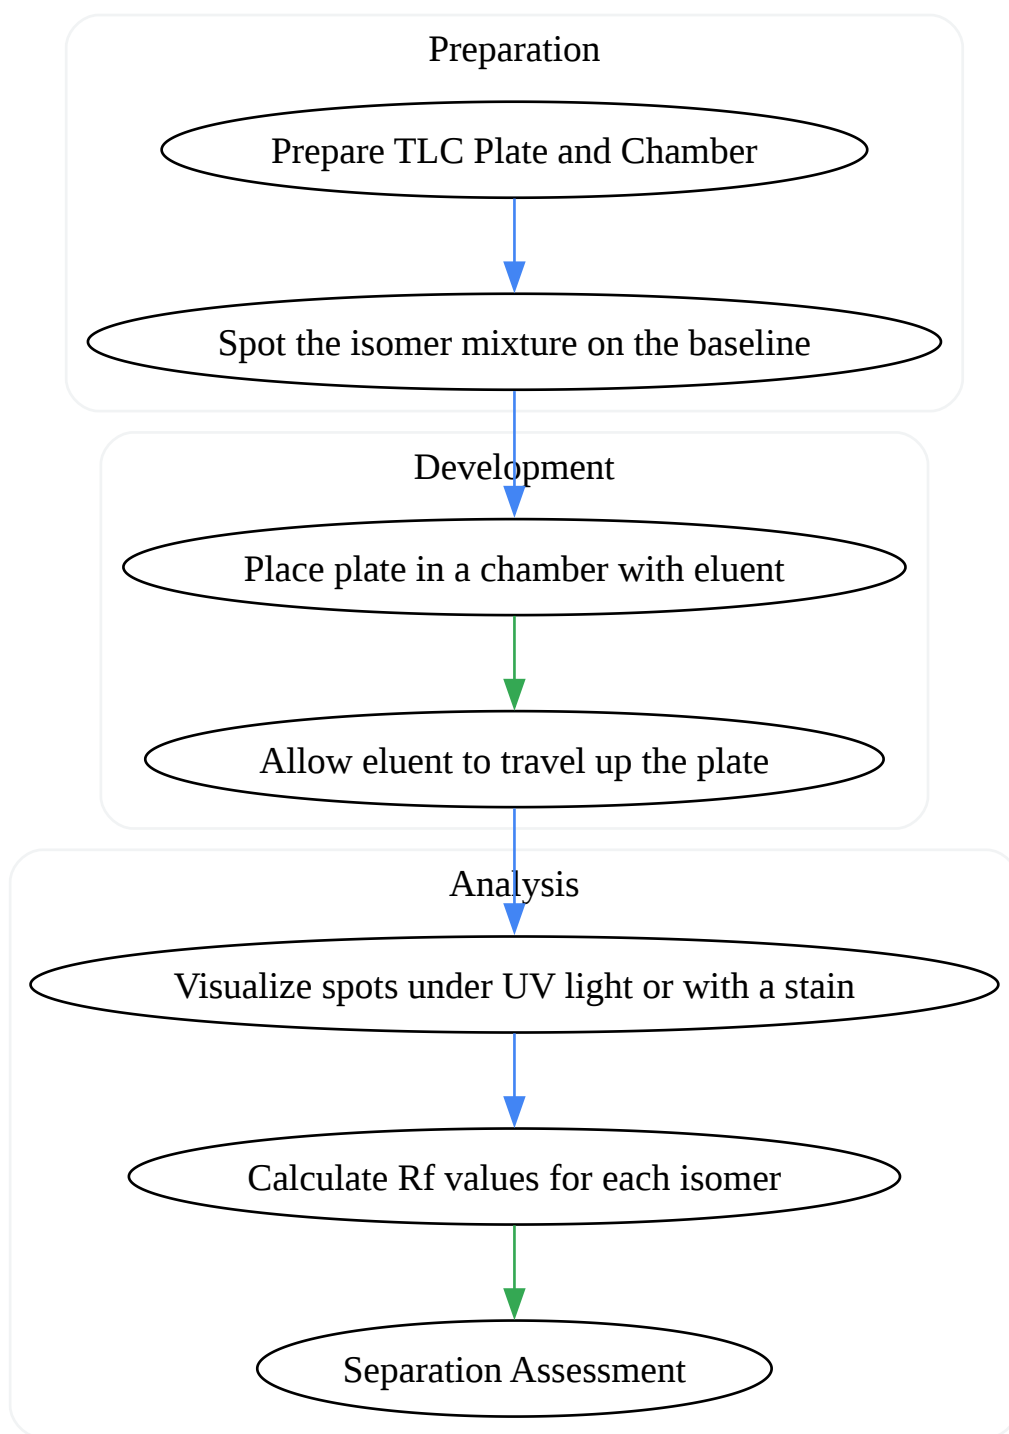 Preparation
Prepare TLC Plate and Chamber
Spot the isomer mixture on the baseline
Development
Place plate in a chamber with eluent
Allow eluent to travel up the plate
Analysis
Visualize spots under UV light or with a stain
Calculate Rf values for each isomer
Separation Assessment